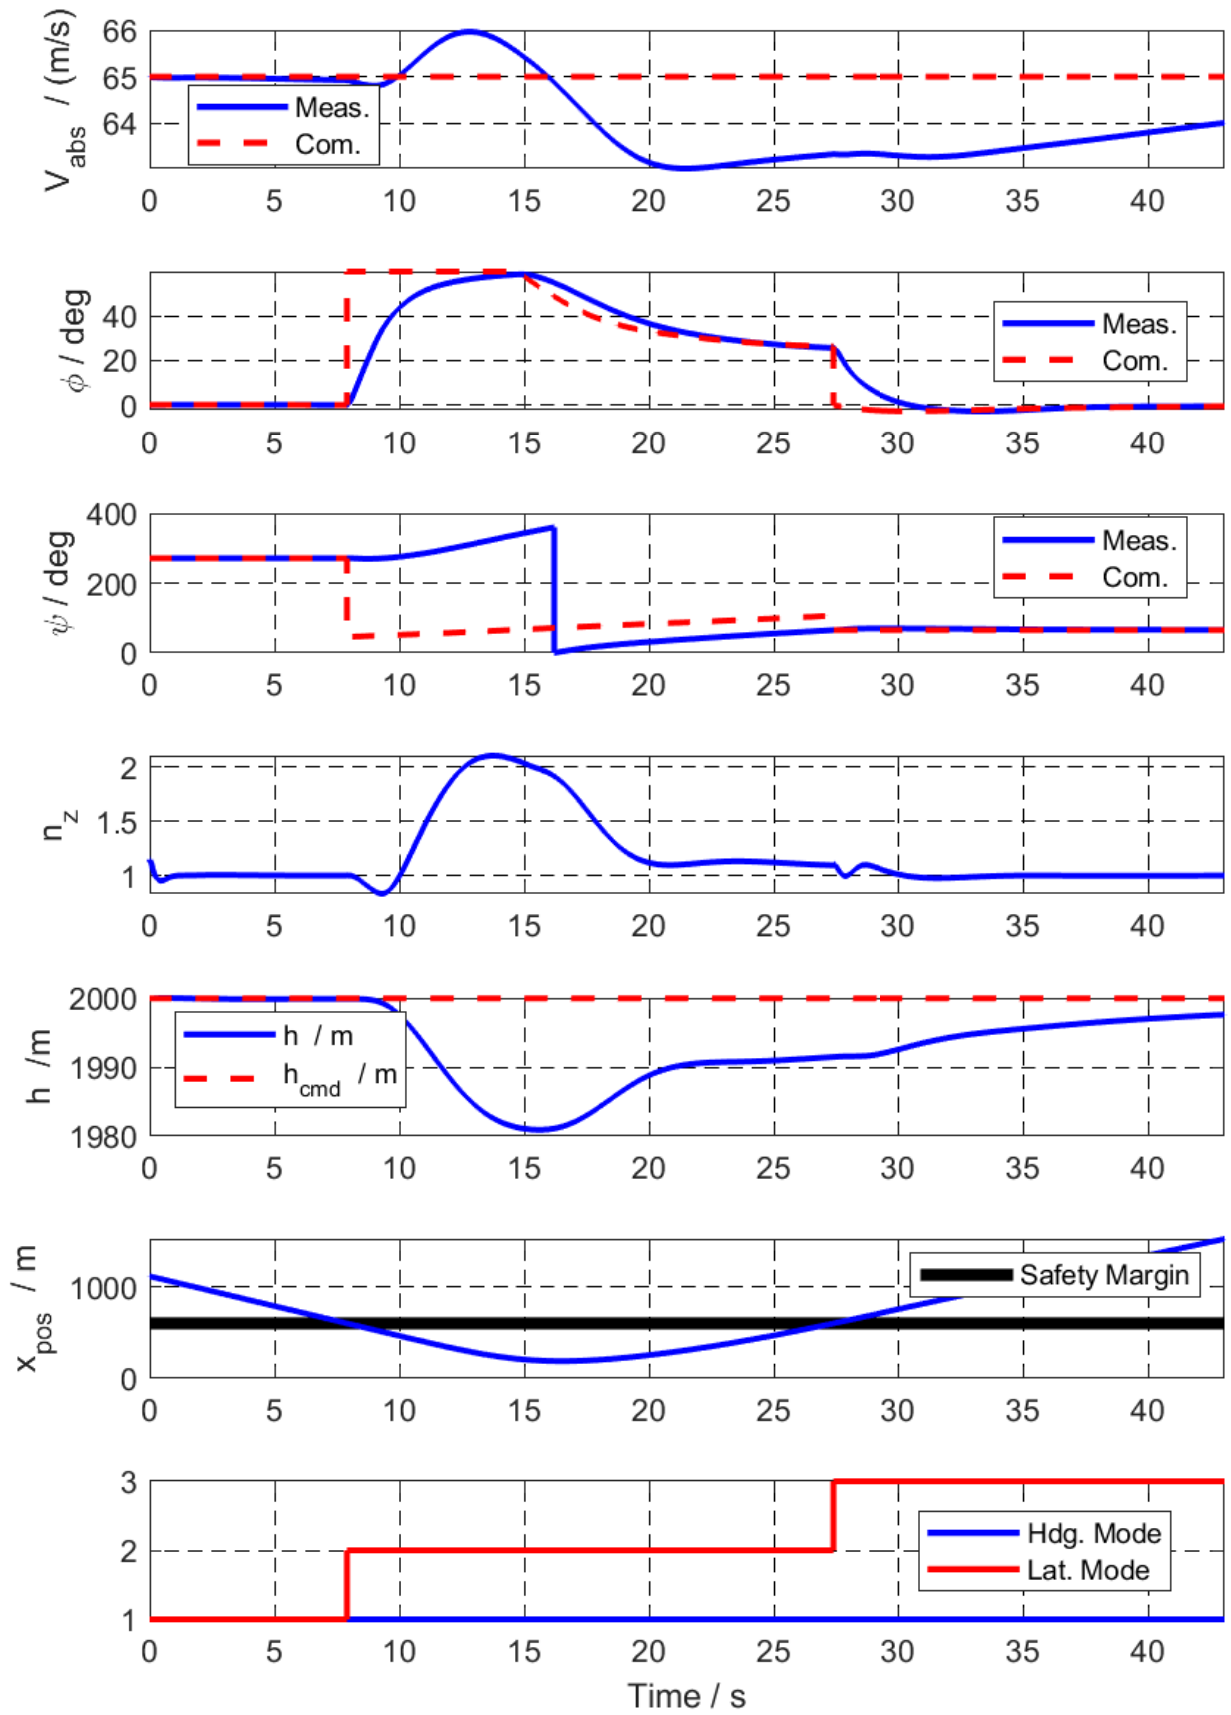 V_abs / (m/s)
66
65
64
Meas.
Com.
0 5 10 15 20 25 30 35 40
ϕ / deg
40
20
0
Meas.
Com.
0 5 10 15 20 25 30 35 40
ψ / deg
400
200
0
Meas.
Com.
0 5 10 15 20 25 30 35 40
n_z
2
1.5
1
0 5 10 15 20 25 30 35 40
h /m
2000
1990
1980
h / m
h_cmd / m
0 5 10 15 20 25 30 35 40
x_pos / m
1000
0
Safety Margin
0 5 10 15 20 25 30 35 40
3
2
1
Hdg. Mode
Lat. Mode
0 5 10 15 20 25 30 35 40
Time / s